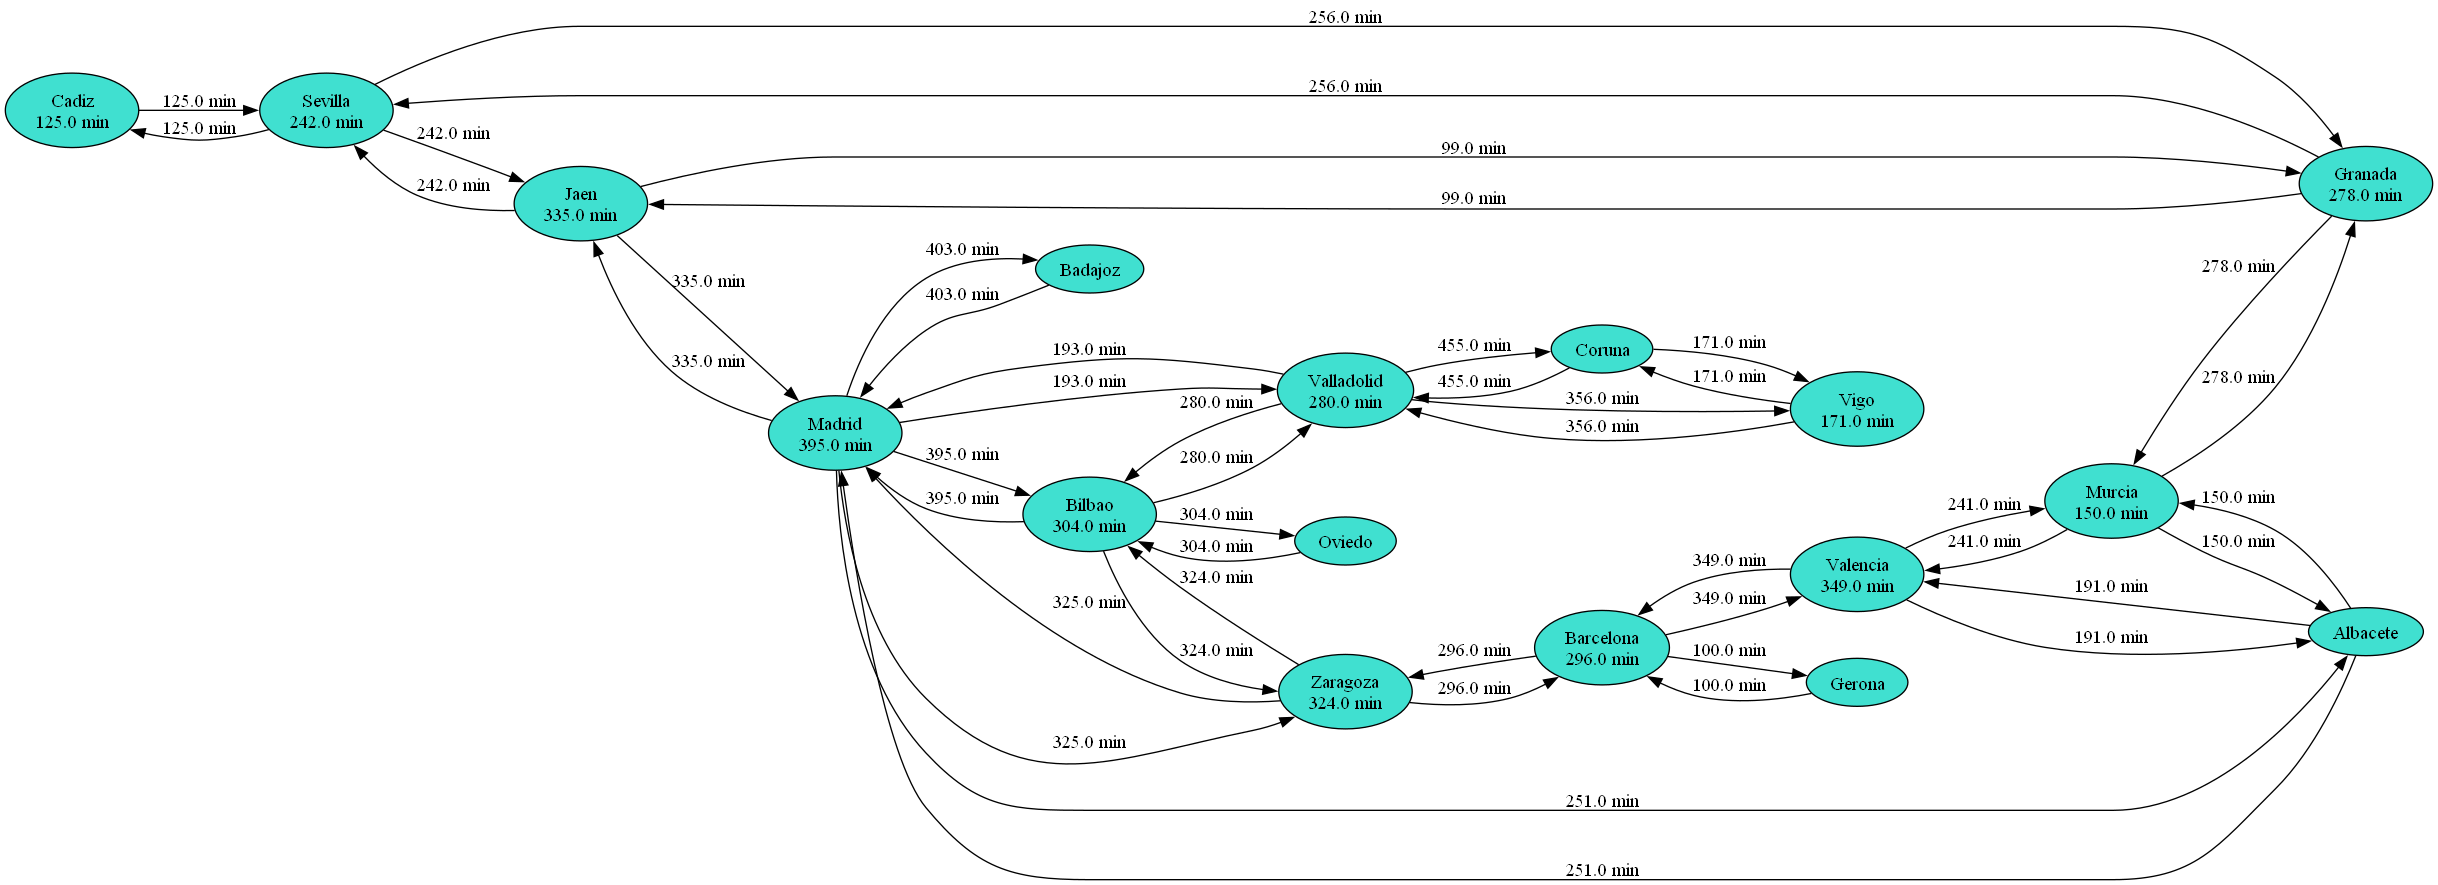 256.0 min
Cadiz
125.0 min
125.0 min
125.0 min
Sevilla
242.0 min
256.0 min
242.0 min
242.0 min
Jaen
335.0 min
99.0 min
99.0 min
Granada
278.0 min
403.0 min
403.0 min
Badajoz
335.0 min
335.0 min
278.0 min
278.0 min
193.0 min
193.0 min
Valladolid
280.0 min
455.0 min
455.0 min
Coruna
171.0 min
171.0 min
280.0 min
280.0 min
356.0 min
356.0 min
Vigo
171.0 min
Madrid
395.0 min
395.0 min
395.0 min
Bilbao
304.0 min
304.0 min
304.0 min
Oviedo
241.0 min
241.0 min
Murcia
150.0 min
150.0 min
150.0 min
324.0 min
324.0 min
349.0 min
349.0 min
Valencia
349.0 min
191.0 min
191.0 min
Albacete
325.0 min
325.0 min
Zaragoza
324.0 min
296.0 min
296.0 min
Barcelona
296.0 min
100.0 min
100.0 min
Gerona
251.0 min
251.0 min